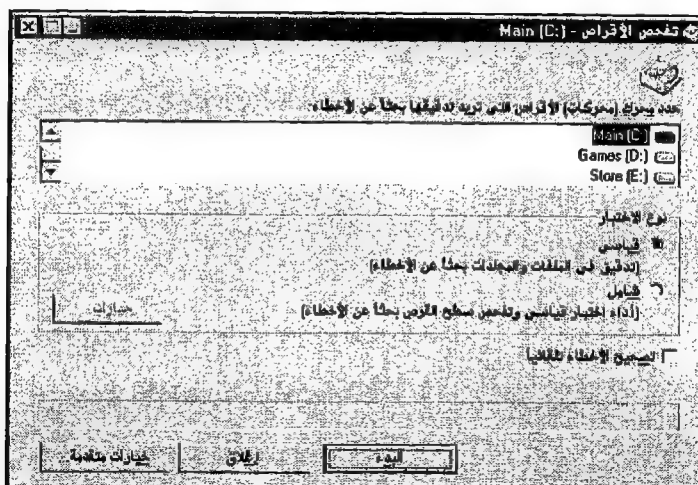 تفحص الأقراص - Main (C:)
حدد محرك (محركات) الأقراص التي تريد تدقيقها بحثاً عن الأخطاء:
Main (C:)
Games (D:)
Store (E:)
نوع الاختبار
قياسي
(تدقيق في الملفات والمجلدات بحثاً عن الأخطاء)
شامل
(أداء اختبار قياسي وتفحص سطح القرص بحثاً عن الأخطاء)
خيارات
تصحيح الأخطاء تلقائياً
البدء
إغلاق
خيارات متقدمة